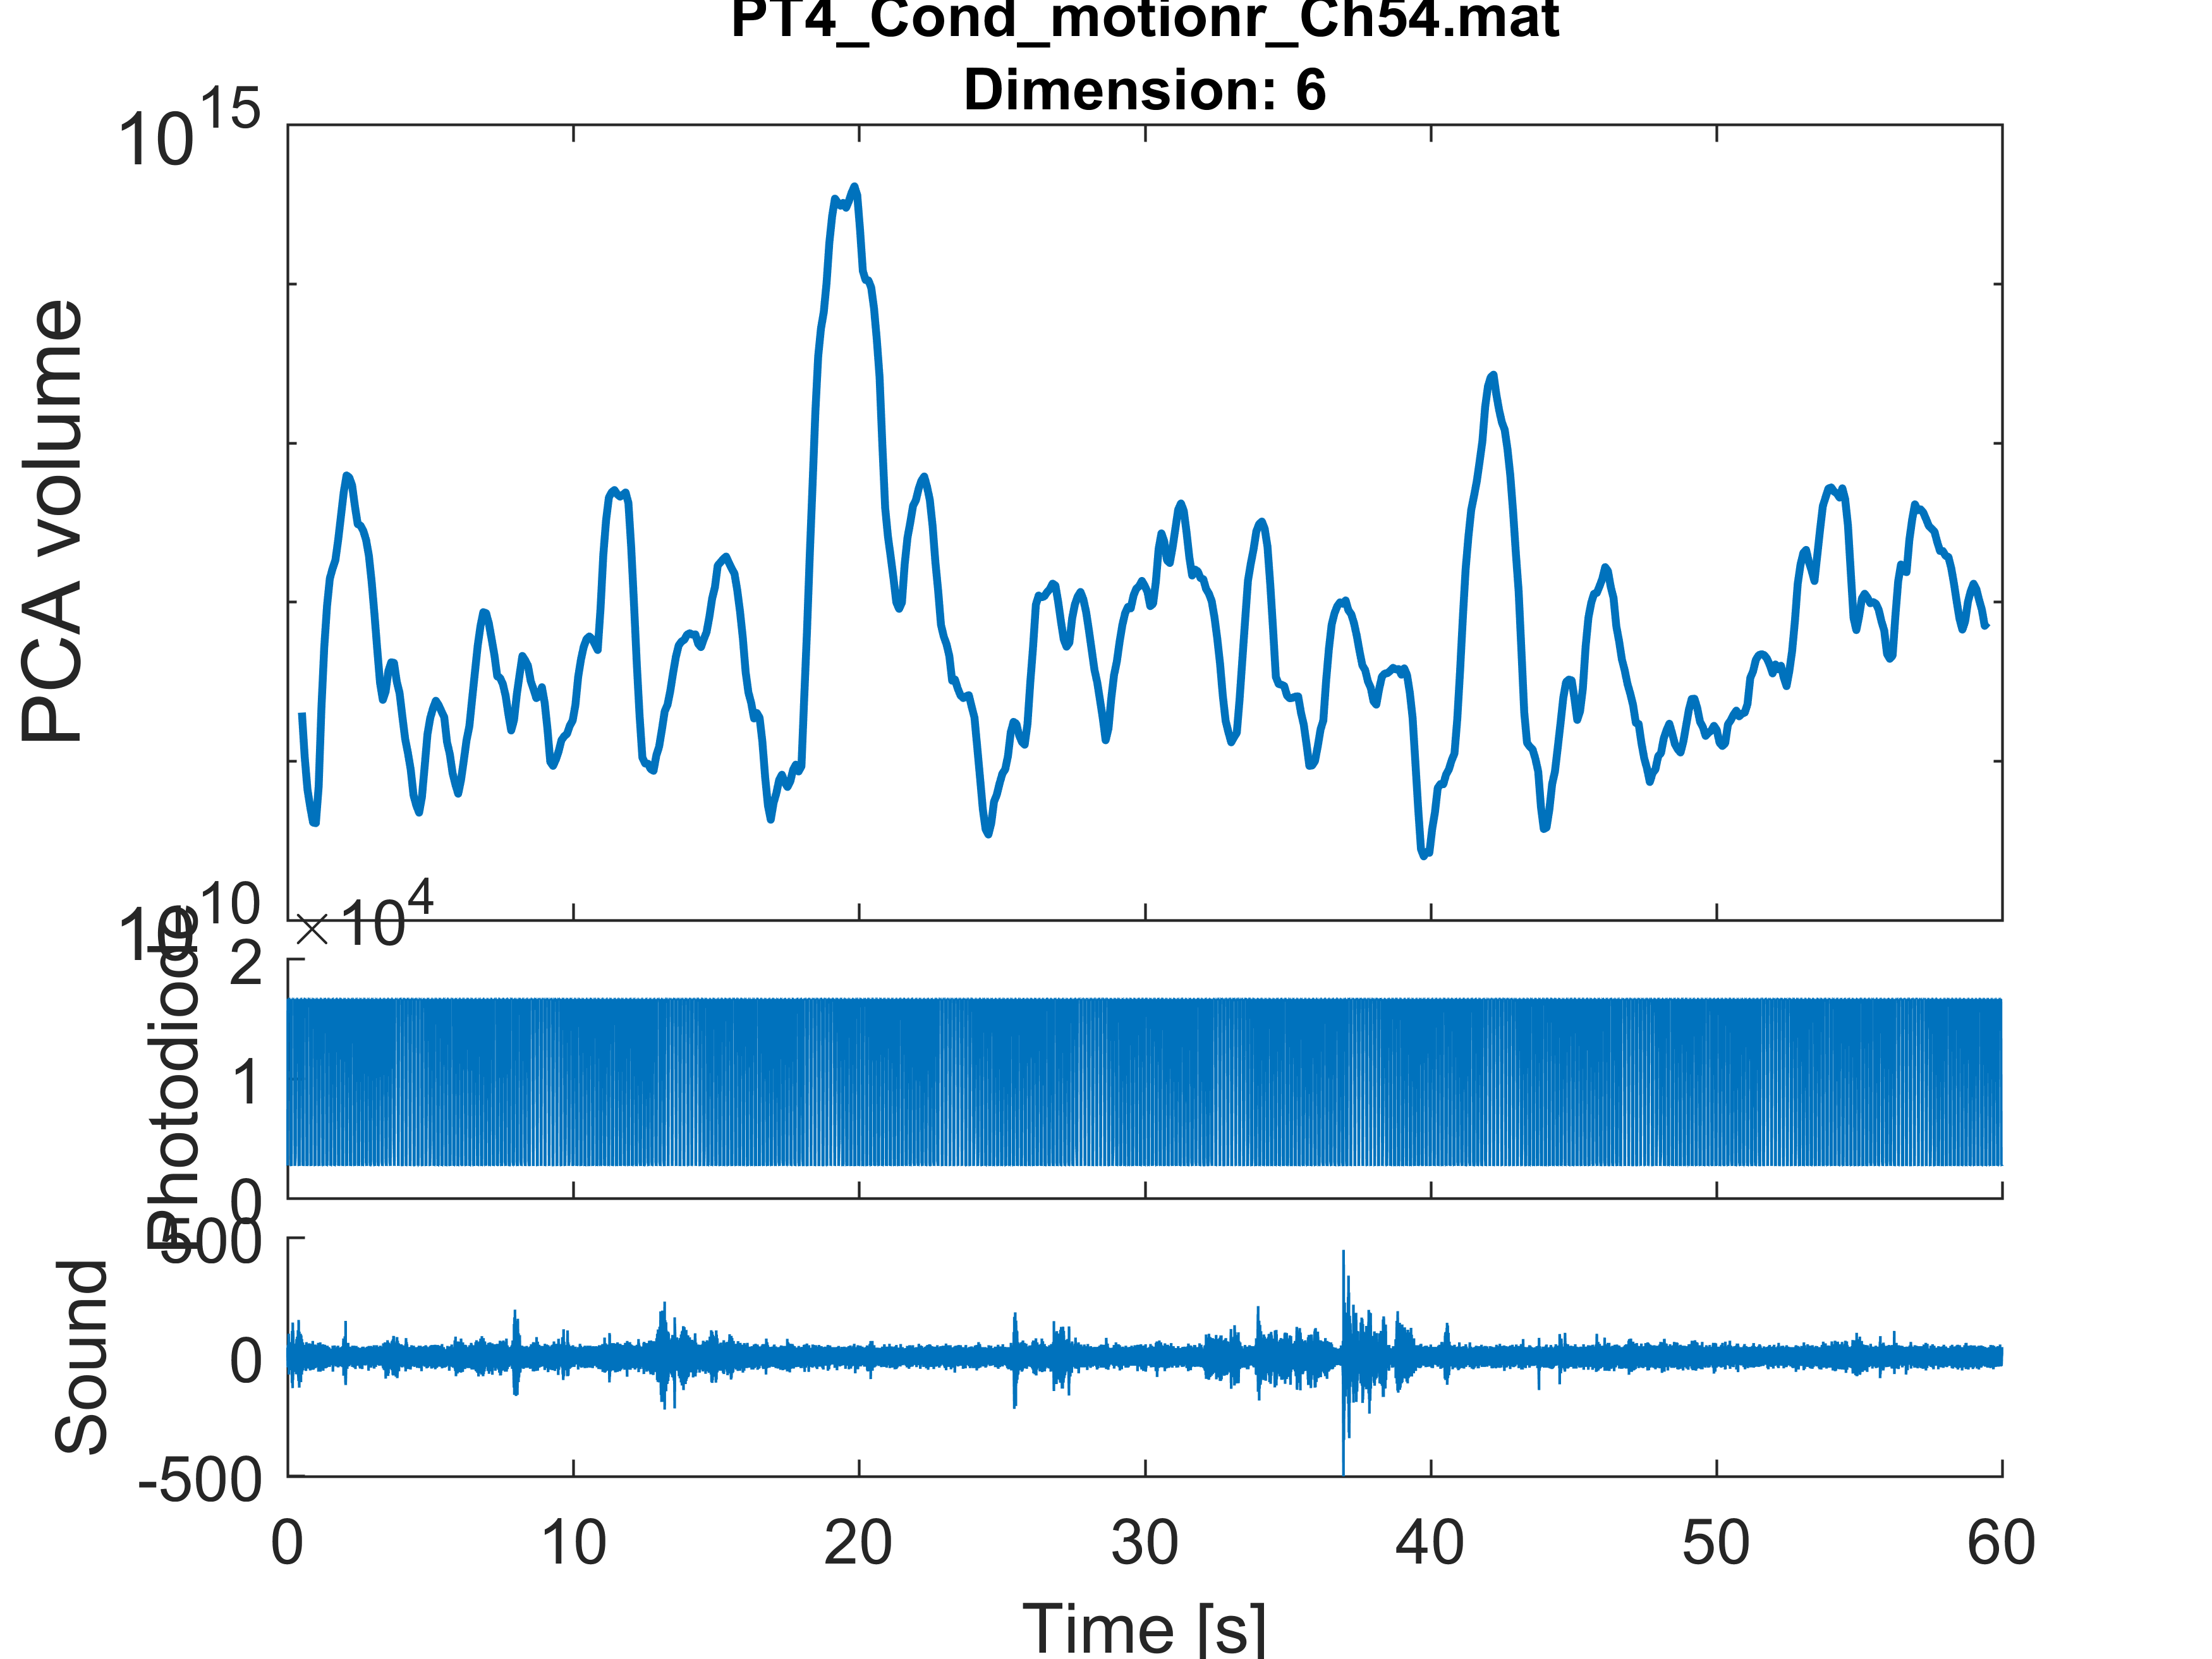 PT4_Cond_motionr_Ch54.mat
Dimension: 6
10^15
PCA volume
10^10
×10^4
2
Photodiode
1
0
500
Sound
0
-500
0 10 20 30 40 50 60
Time [s]